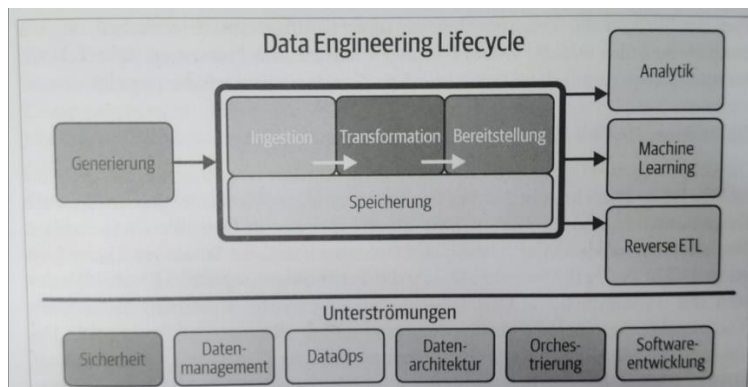 Data Engineering Lifecycle
Generierung
Ingestion
Transformation
Bereitstellung
Speicherung
Analytik
Machine
Learning
Reverse ETL
Unterströmungen
Sicherheit
Daten-
management
DataOps
Daten-
architektur
Orches-
trierung
Software-
entwicklung